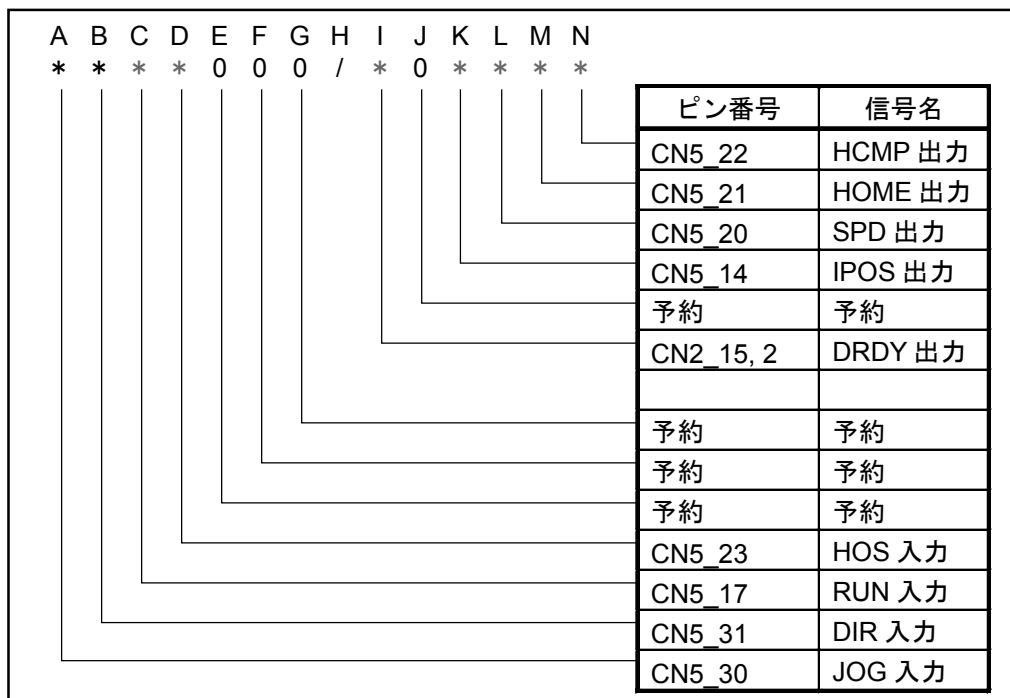 A B C D E F G H I J K L M N
* * * * 0 0 0 / * 0 * * * *
ピン番号 信号名
CN5_22 HCMP 出力
CN5_21 HOME 出力
CN5_20 SPD 出力
CN5_14 IPOS 出力
予約 予約
CN2_15, 2 DRDY 出力
予約 予約
予約 予約
予約 予約
CN5_23 HOS 入力
CN5_17 RUN 入力
CN5_31 DIR 入力
CN5_30 JOG 入力